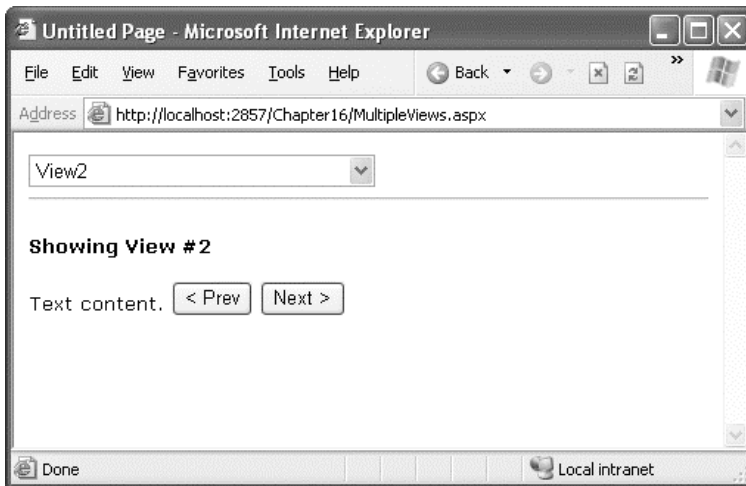 Untitled Page - Microsoft Internet Explorer
File Edit View Favorites Tools Help Back »
Address http://localhost:2857/Chapter16/MultipleViews.aspx
View2
Showing View #2
Text content. < Prev Next >
Done Local intranet